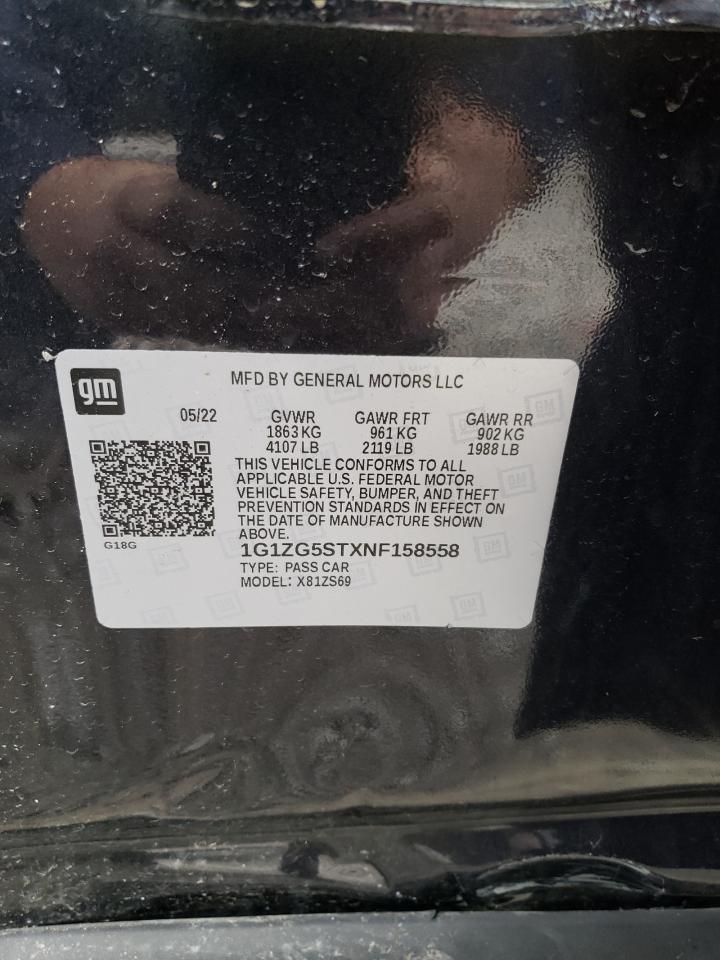 gm
MFD BY GENERAL MOTORS LLC
05/22 GVWR GAWR FRT GAWR RR
1863 KG 961 KG 902 KG
4107 LB 2119 LB 1988 LB
THIS VEHICLE CONFORMS TO ALL
APPLICABLE U.S. FEDERAL MOTOR
VEHICLE SAFETY, BUMPER, AND THEFT
PREVENTION STANDARDS IN EFFECT ON
THE DATE OF MANUFACTURE SHOWN
ABOVE.
G18G
1G1ZG5STXNF158558
TYPE: PASS CAR
MODEL: X81ZS69